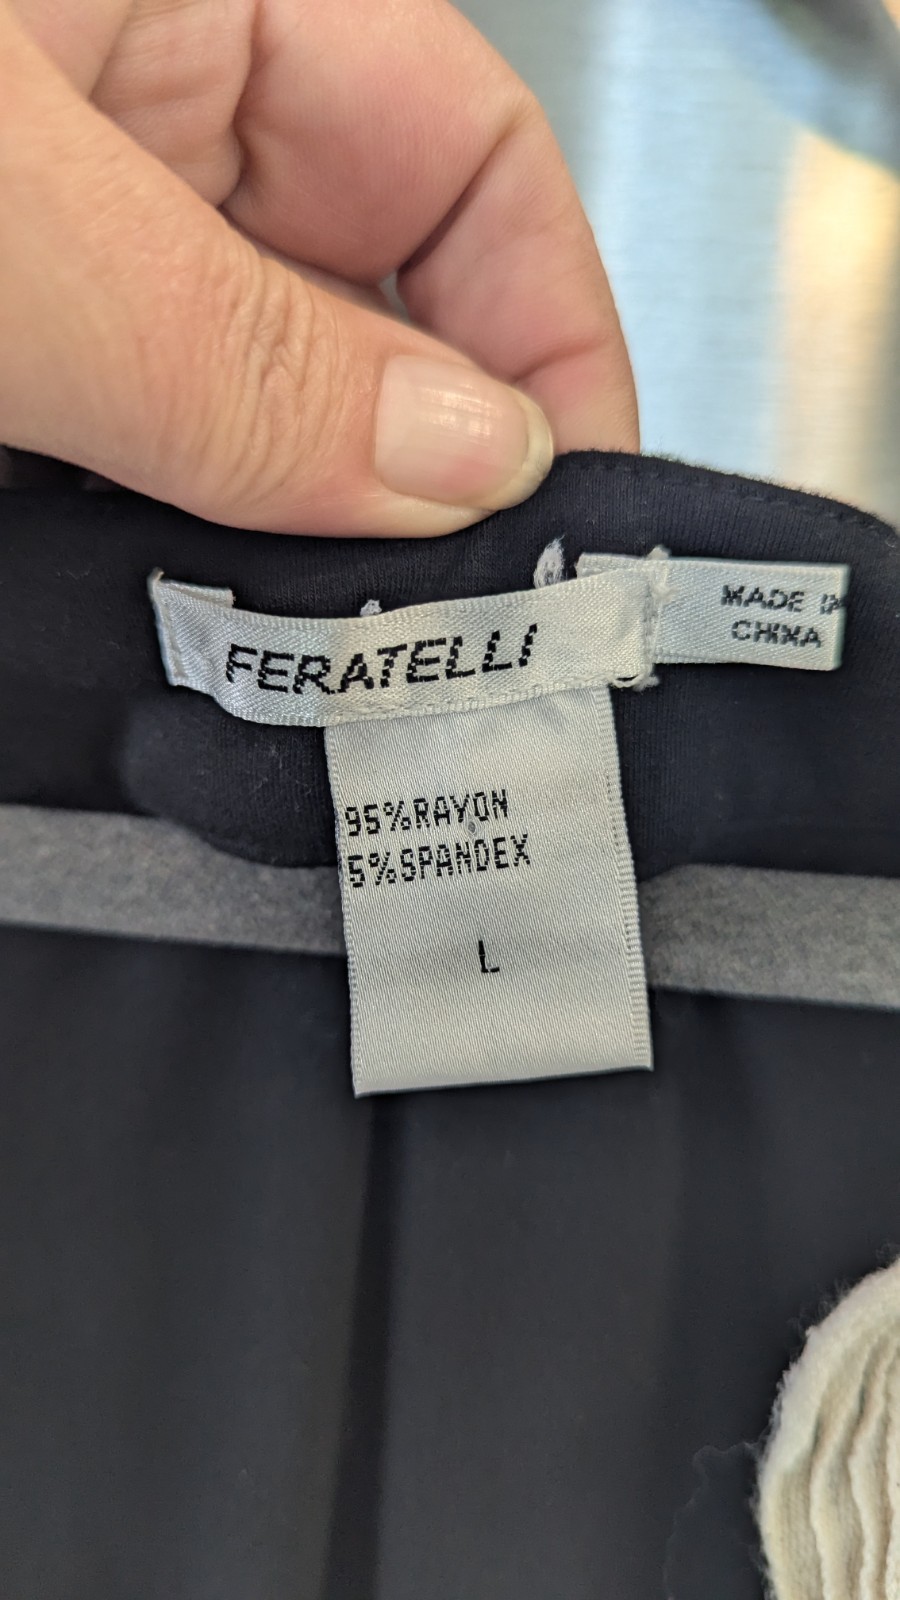 FERATELLI
MADE IN
CHINA
95%RAYON
5%SPANDEX
L